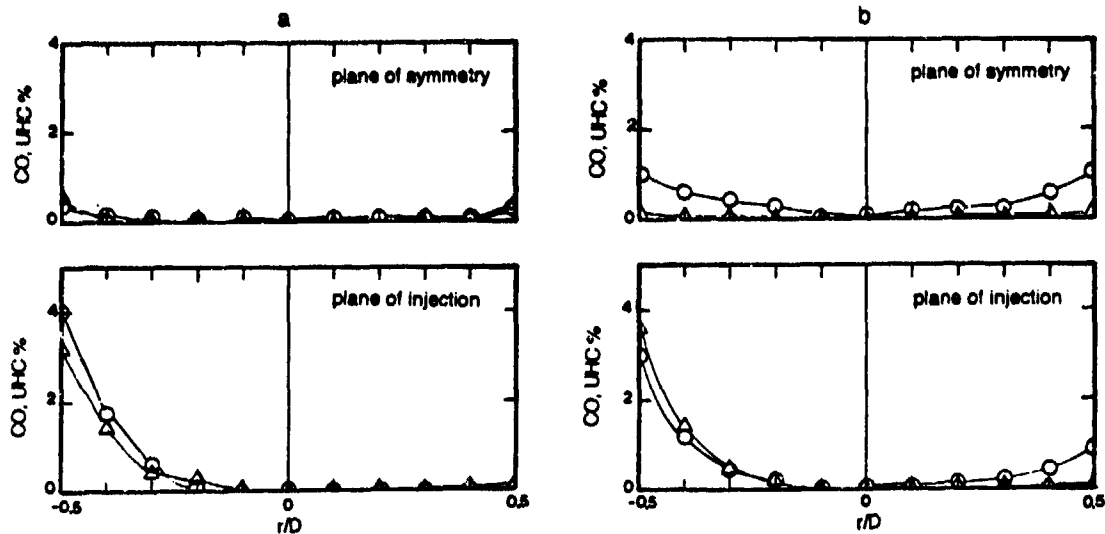 a
4
2
0
CO, UHC %
plane of symmetry
4
2
0
CO, UHC %
plane of injection
-0.5
0
0.5
r/D
b
4
2
0
CO, UHC %
plane of symmetry
4
2
0
CO, UHC %
plane of injection
-0.5
0
0.5
r/D